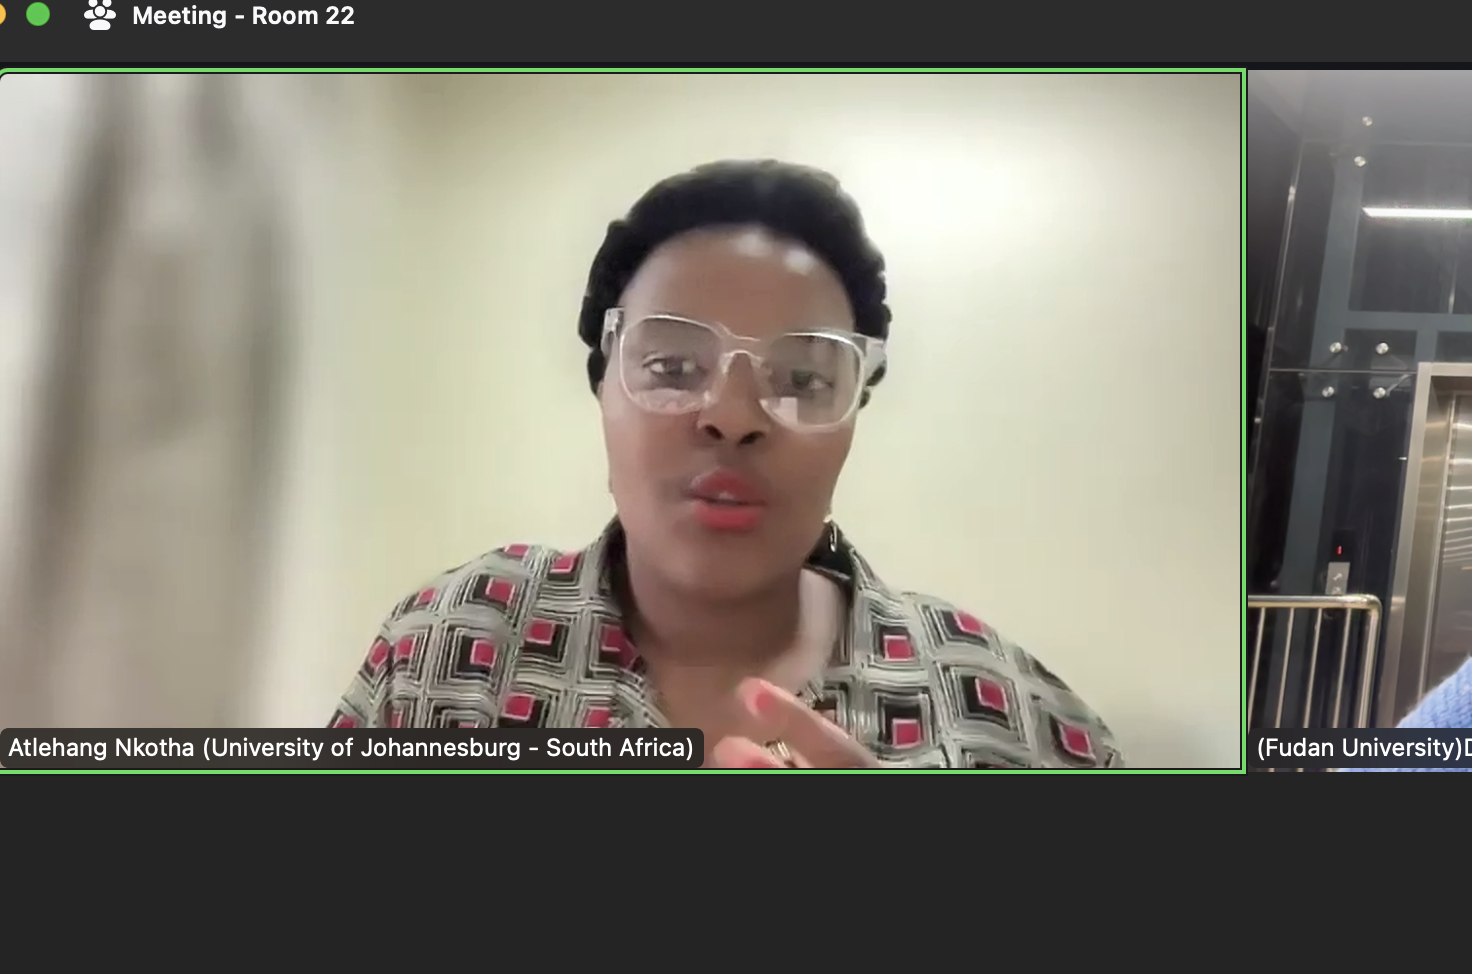 Meeting - Room 22
Atlehang Nkotha (University of Johannesburg - South Africa)
(Fudan University)